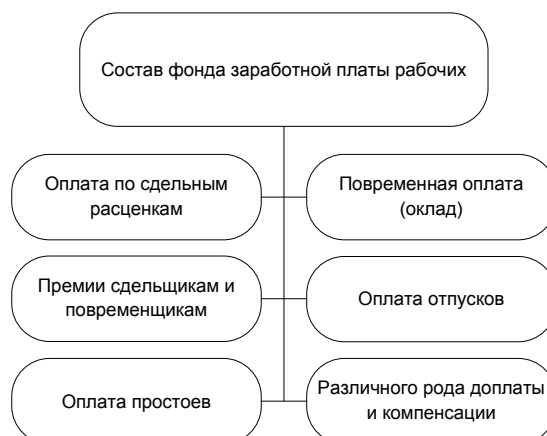 Состав фонда заработной платы рабочих
Оплата по сдельным
расценкам
Повременная оплата
(оклад)
Премии сдельщикам и
повременщикам
Оплата отпусков
Оплата простоев
Различного рода доплаты
и компенсации